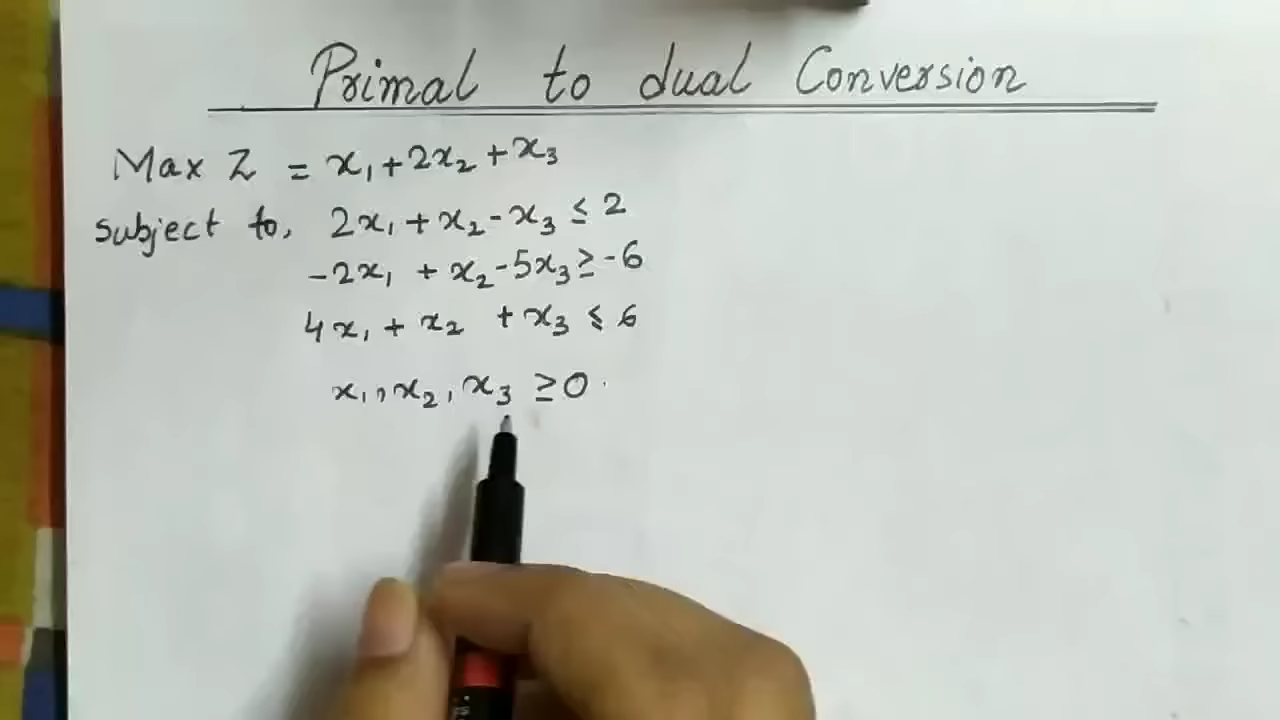 Primal to dual Conversion
Max Z = x₁ + 2x₂ + x₃
subject to, 2x₁ + x₂ - x₃ ≤ 2
-2x₁ + x₂ - 5x₃ ≥ -6
4x₁ + x₂ + x₃ ≤ 6
x₁, x₂, x₃ ≥ 0.